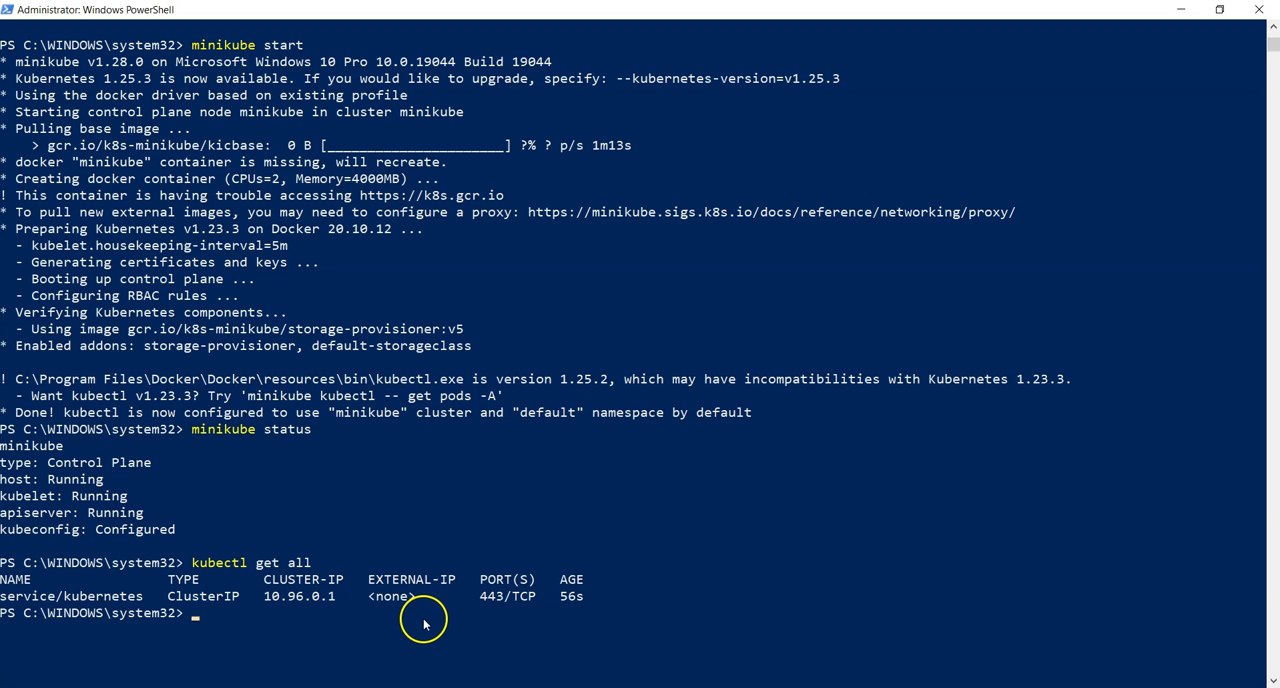 Administrator: Windows PowerShell
PS C:\WINDOWS\system32> minikube start
* minikube v1.28.0 on Microsoft Windows 10 Pro 10.0.19044 Build 19044
* Kubernetes 1.25.3 is now available. If you would like to upgrade, specify: --kubernetes-version=v1.25.3
* Using the docker driver based on existing profile
* Starting control plane node minikube in cluster minikube
* Pulling base image ...
    > gcr.io/k8s-minikube/kicbase:  0 B [______________________] ?% ? p/s 1m13s
* docker "minikube" container is missing, will recreate.
* Creating docker container (CPUs=2, Memory=4000MB) ...
! This container is having trouble accessing https://k8s.gcr.io
* To pull new external images, you may need to configure a proxy: https://minikube.sigs.k8s.io/docs/reference/networking/proxy/
* Preparing Kubernetes v1.23.3 on Docker 20.10.12 ...
  - kubelet.housekeeping-interval=5m
  - Generating certificates and keys ...
  - Booting up control plane ...
  - Configuring RBAC rules ...
* Verifying Kubernetes components...
  - Using image gcr.io/k8s-minikube/storage-provisioner:v5
* Enabled addons: storage-provisioner, default-storageclass
! C:\Program Files\Docker\Docker\resources\bin\kubectl.exe is version 1.25.2, which may have incompatibilities with Kubernetes 1.23.3.
  - Want kubectl v1.23.3? Try 'minikube kubectl -- get pods -A'
* Done! kubectl is now configured to use "minikube" cluster and "default" namespace by default
PS C:\WINDOWS\system32> minikube status
minikube
type: Control Plane
host: Running
kubelet: Running
apiserver: Running
kubeconfig: Configured
PS C:\WINDOWS\system32> kubectl get all
NAME                 TYPE        CLUSTER-IP   EXTERNAL-IP   PORT(S)   AGE
service/kubernetes   ClusterIP   10.96.0.1    <none>        443/TCP   56s
PS C:\WINDOWS\system32>